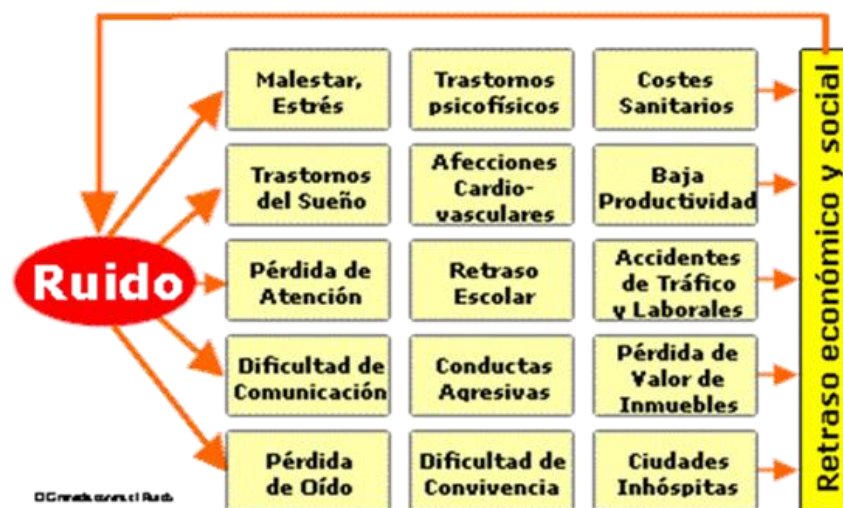 Malestar,
Estrés
Trastornos
psicofísicos
Costes
Sanitarios
Trastornos
del Sueño
Afecciones
Cardio-
vasculares
Baja
Productividad
Ruido
Pérdida de
Atención
Retraso
Escolar
Accidentes
de Tráfico
y Laborales
Dificultad de
Comunicación
Conductas
Agresivas
Pérdida de
Valor de
Inmuebles
Pérdida
de Oído
Dificultad de
Convivencia
Ciudades
Inhóspitas
Retraso económico y social